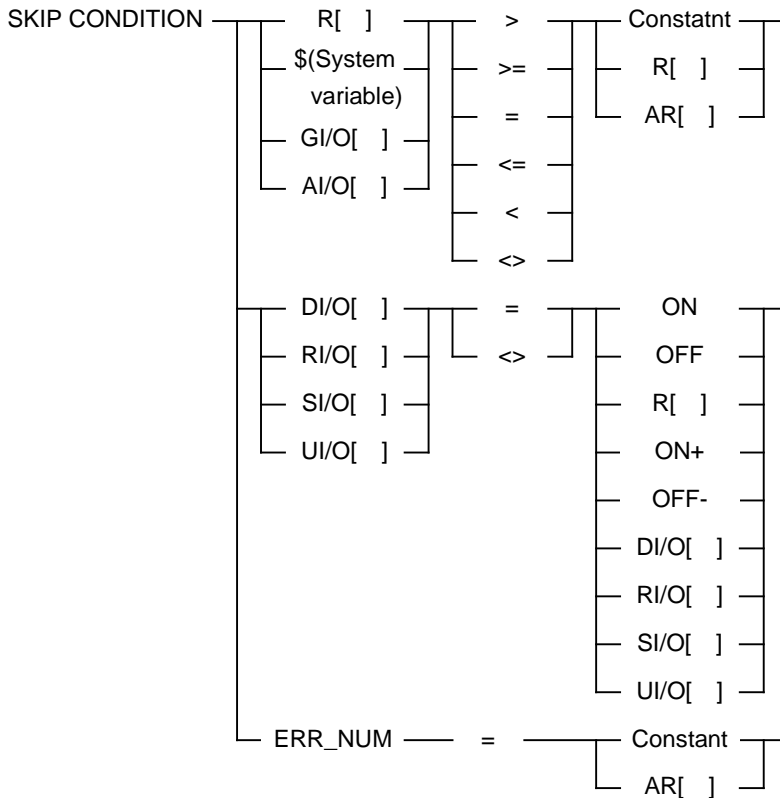 SKIP CONDITION R[ ] > Constatnt
$(System >= R[ ]
variable)
= AR[ ]
GI/O[ ]
AI/O[ ] <=
<
<>
DI/O[ ] = ON
RI/O[ ] <> OFF
SI/O[ ] R[ ]
UI/O[ ] ON+
OFF-
DI/O[ ]
RI/O[ ]
SI/O[ ]
UI/O[ ]
ERR_NUM = Constant
AR[ ]